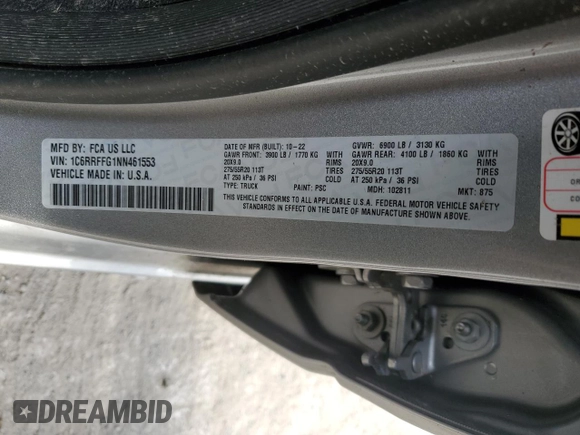 MFD BY: FCA US LLC
VIN: 1C6RRFFG1NN461553
VEHICLE MADE IN: U.S.A.
DATE OF MFR (BUILT): 10-22
GVWR: 6900 LB / 3130 KG
GAWR FRONT: 3900 LB / 1770 KG WITH
GAWR REAR: 4100 LB / 1860 KG WITH
20X9.0 RIMS
20X9.0 RIMS
275/55R20 113T TIRES
275/55R20 113T TIRES
AT 250 kPa / 36 PSI COLD
AT 250 kPa / 36 PSI COLD
TYPE: TRUCK
PAINT: PSC
MDH: 102811
MKT: 875
THIS VEHICLE CONFORMS TO ALL APPLICABLE U.S.A. FEDERAL MOTOR VEHICLE SAFETY
STANDARDS IN EFFECT ON THE DATE OF MANUFACTURE SHOWN ABOVE.
DREAMBID